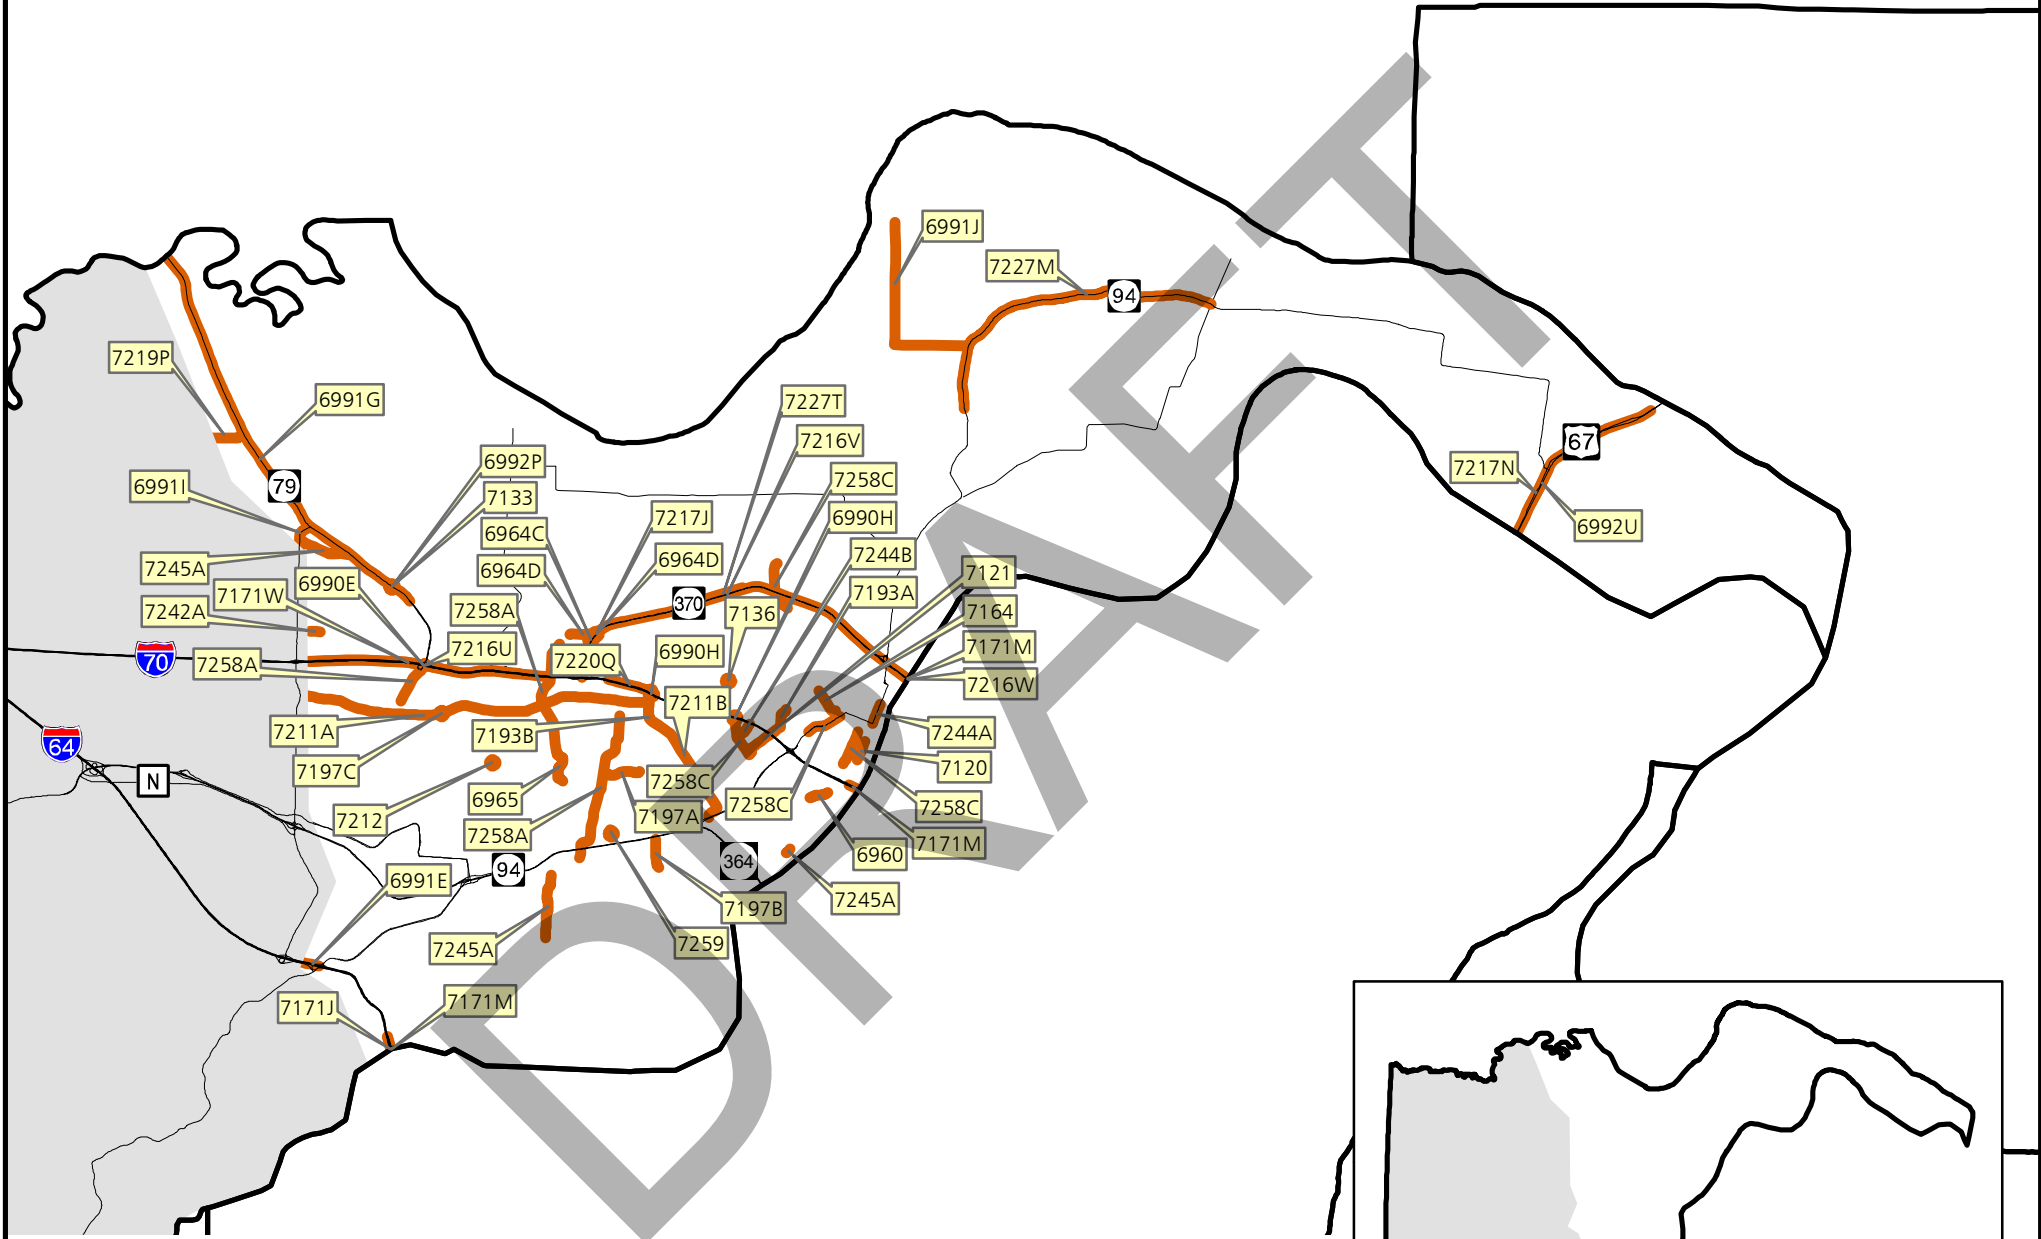 6991J
7227M
94
7219P
6991G
7227T
7216V
67
7217N
6992P
7258C
79
6991I
7133
7217J
6990H
6992U
6964C
7244B
6964D
6964D
7121
7245A
6990E
7193A
7171W
370
7258A
7136
7164
7242A
7216U
6990H
7171M
70
7258A
7220Q
7216W
7211B
7211A
7193B
7244A
64
7197C
7120
N
7258C
6965
7258C
7258C
7212
7258A
7197A
7171M
6960
364
94
6991E
7245A
7197B
7259
7245A
7171J
7171M
DRAFT